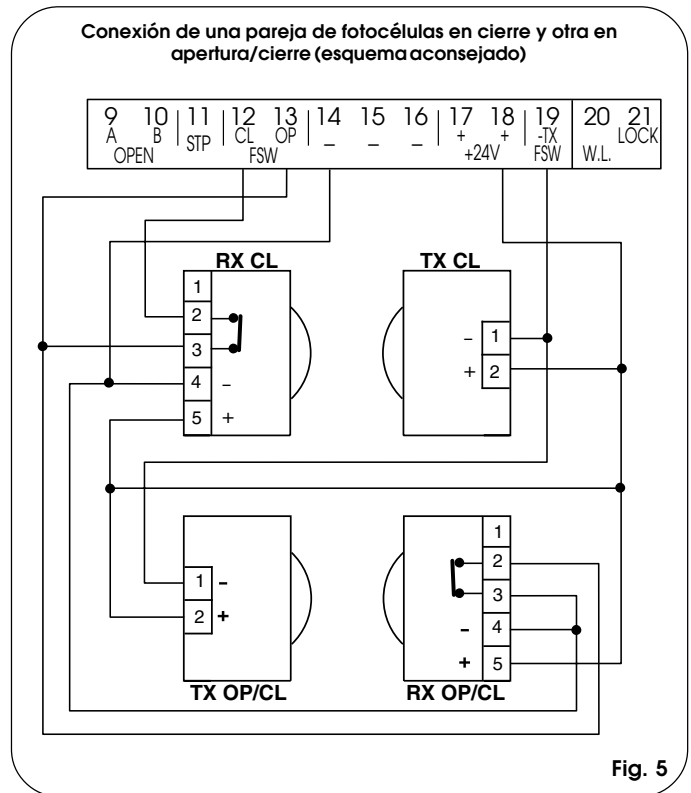 Conexión de una pareja de fotocélulas en cierre y otra en
apertura/cierre (esquema aconsejado)
9 10 11 12 13 14 15 16 17 18 19 20 21
A B STP CL OP _ _ _ + + -TX LOCK
OPEN FSW +24V FSW W.L.
RX CL TX CL
1
2
3
4 -
5 +
- 1
+ 2
1 -
2 +
1
2
3
- 4
+ 5
TX OP/CL RX OP/CL
Fig. 5